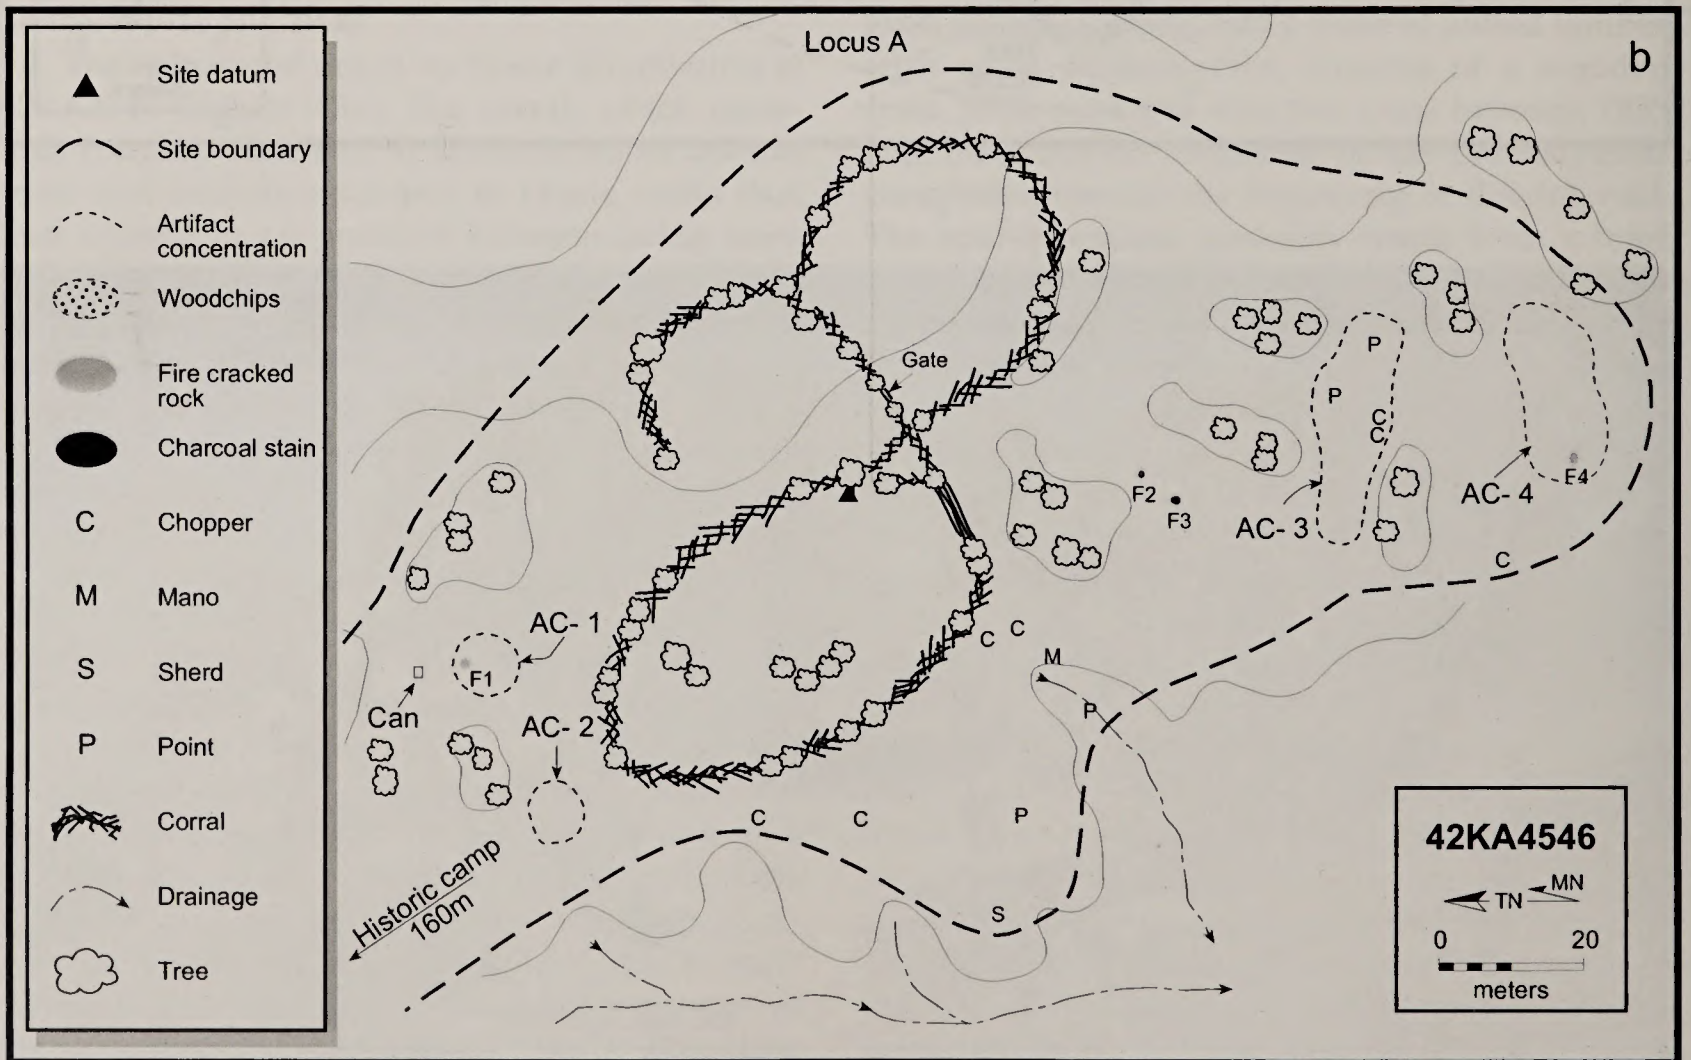 Locus A
b
Site datum
Site boundary
Artifact
concentration
Woodchips
Fire cracked
rock
Charcoal stain
C Chopper
M Mano
S Sherd
P Point
Corral
Drainage
Tree
Gate
P
P
C
C
F2
F3
AC- 3
AC- 4
F4
C
AC- 1
F1
Can
C
C
M
P
AC- 2
C
C
P
S
Historic camp
160m
42KA4546
TN
MN
0 20
meters